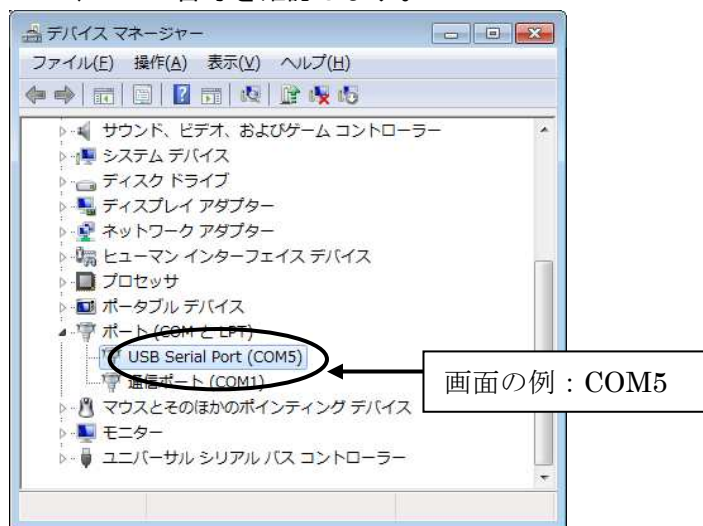 デバイス マネージャー
ファイル(F) 操作(A) 表示(V) ヘルプ(H)
サウンド、ビデオ、およびゲーム コントローラー
システム デバイス
ディスク ドライブ
ディスプレイ アダプター
ネットワーク アダプター
ヒューマン インターフェイス デバイス
プロセッサ
ポータブル デバイス
ポート (COM と LPT)
USB Serial Port (COM5)
画面の例:COM5
通信ポート (COM1)
マウスとそのほかのポインティング デバイス
モニター
ユニバーサル シリアル バス コントローラー